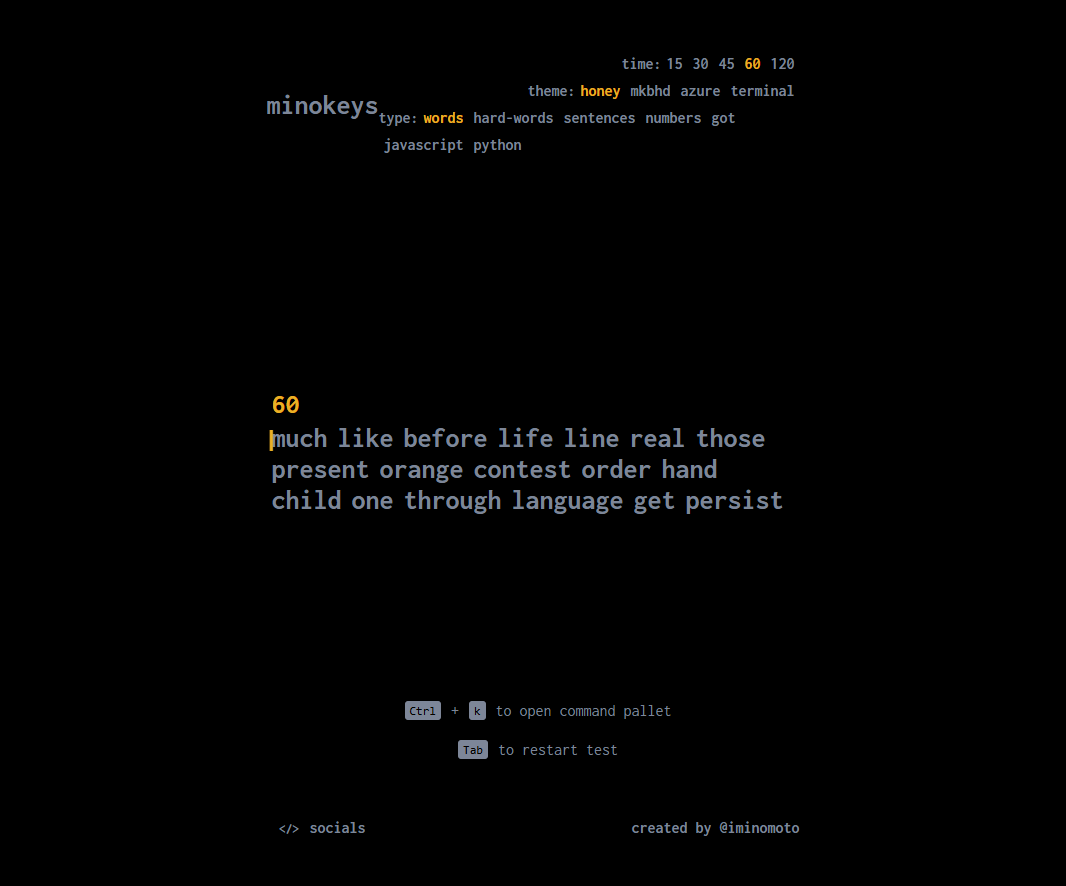 time: 15 30 45 60 120
theme: honey mkbhd azure terminal
minokeys
type: words hard-words sentences numbers got
javascript python
60
much like before life line real those
present orange contest order hand
child one through language get persist
Ctrl + k to open command pallet
Tab to restart test
</> socials
created by @iminomoto